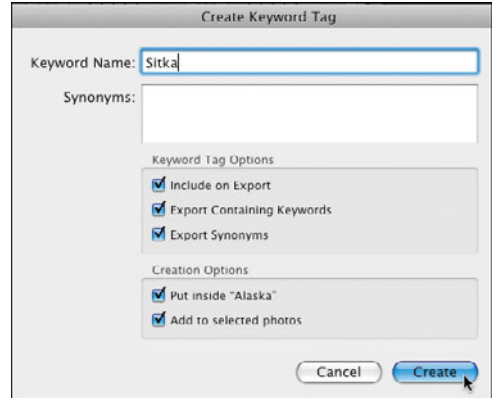 Create Keyword Tag
Keyword Name: Sitka
Synonyms:
Keyword Tag Options
Include on Export
Export Containing Keywords
Export Synonyms
Creation Options
Put inside "Alaska"
Add to selected photos
Cancel Create